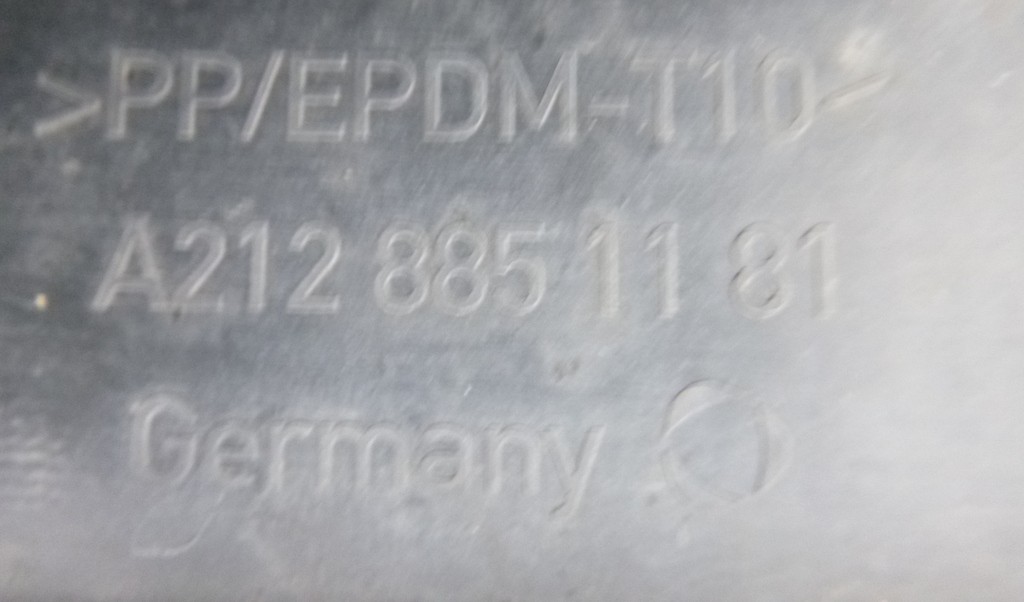 >PP/EPDM-T10<
A212 885 11 81
Germany